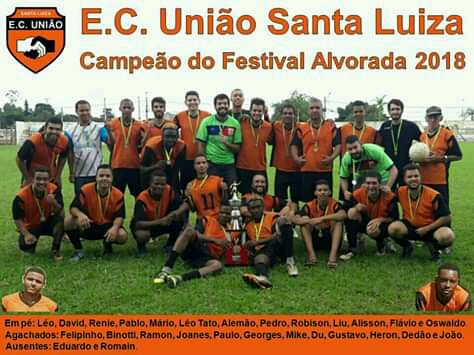 SANTA LUIZA
E.C. UNIÃO
E.C. União Santa Luiza
Campeão do Festival Alvorada 2018
11
Em pé: Léo, David, Renie, Pablo, Mário, Léo Tato, Alemão, Pedro, Robison, Liu, Alisson, Flávio e Oswaldo.
Agachados: Felipinho, Binotti, Ramon, Joanes, Paulo, Georges, Mike, Du, Gustavo, Heron, Dedão e João.
Ausentes: Eduardo e Romain.